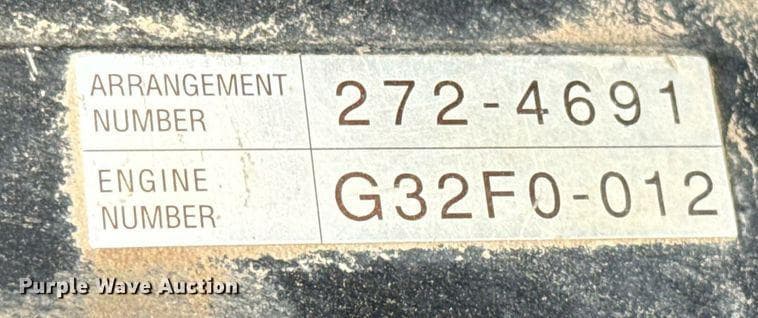 ARRANGEMENT
NUMBER
272-4691
ENGINE
NUMBER
G32F0-012
Purple Wave Auction